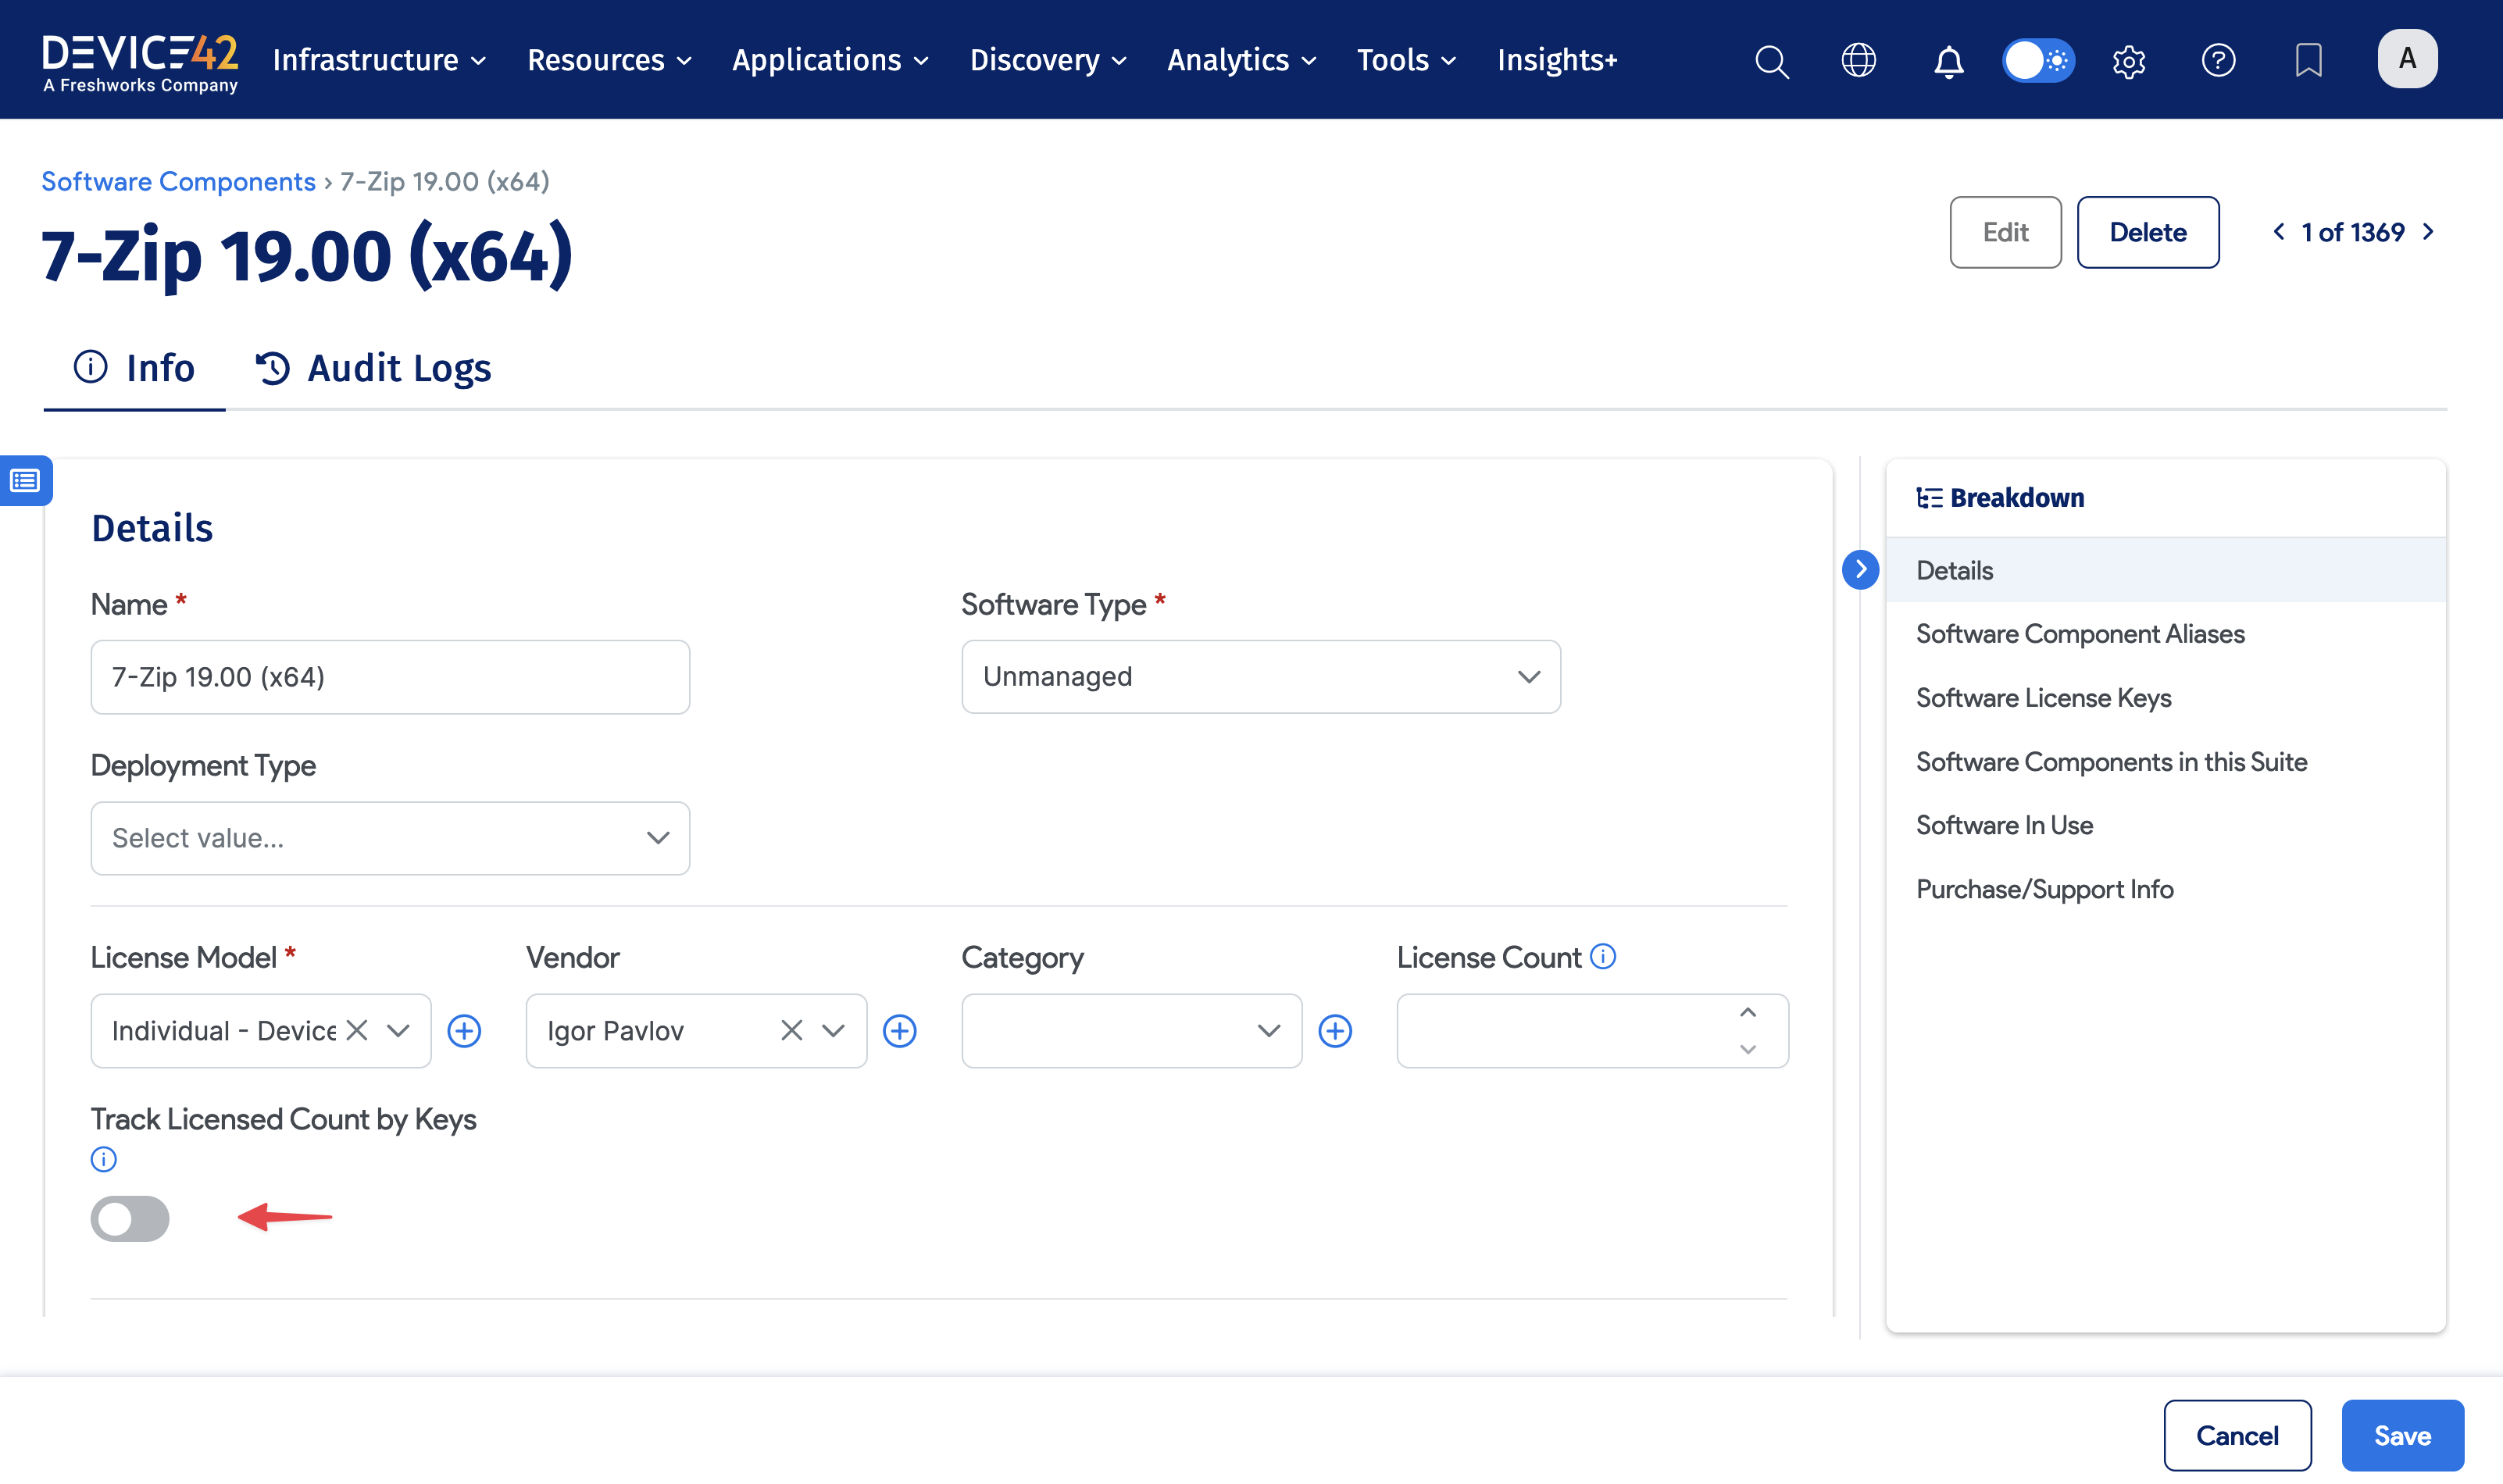 DEVICE42
A Freshworks Company
Infrastructure
Resources
Applications
Discovery
Analytics
Tools
Insights+
A
Software Components › 7-Zip 19.00 (x64)
7-Zip 19.00 (x64)
Edit
Delete
1 of 1369
Info
Audit Logs
Details
Name *
7-Zip 19.00 (x64)
Software Type *
Unmanaged
Deployment Type
Select value...
License Model *
Individual - Device
Vendor
Igor Pavlov
Category
License Count
Track Licensed Count by Keys
Breakdown
Details
Software Component Aliases
Software License Keys
Software Components in this Suite
Software In Use
Purchase/Support Info
Cancel
Save